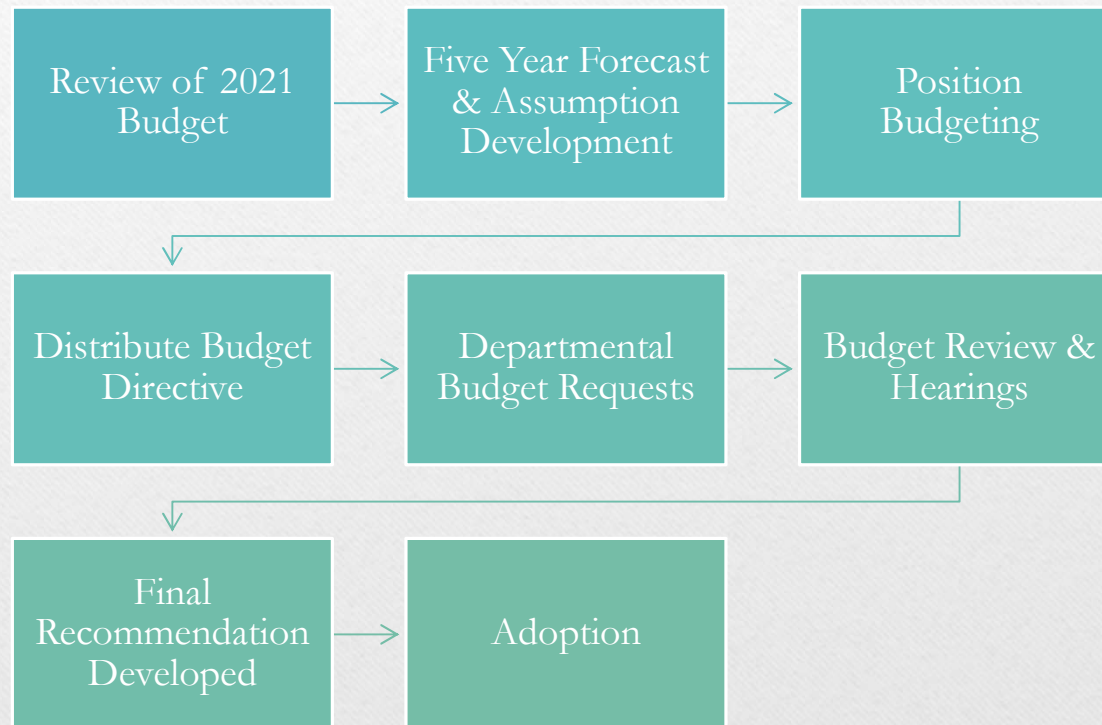 Review of 2021
Budget
Five Year Forecast
& Assumption
Development
Position
Budgeting
Distribute Budget
Directive
Departmental
Budget Requests
Budget Review &
Hearings
Final
Recommendation
Developed
Adoption